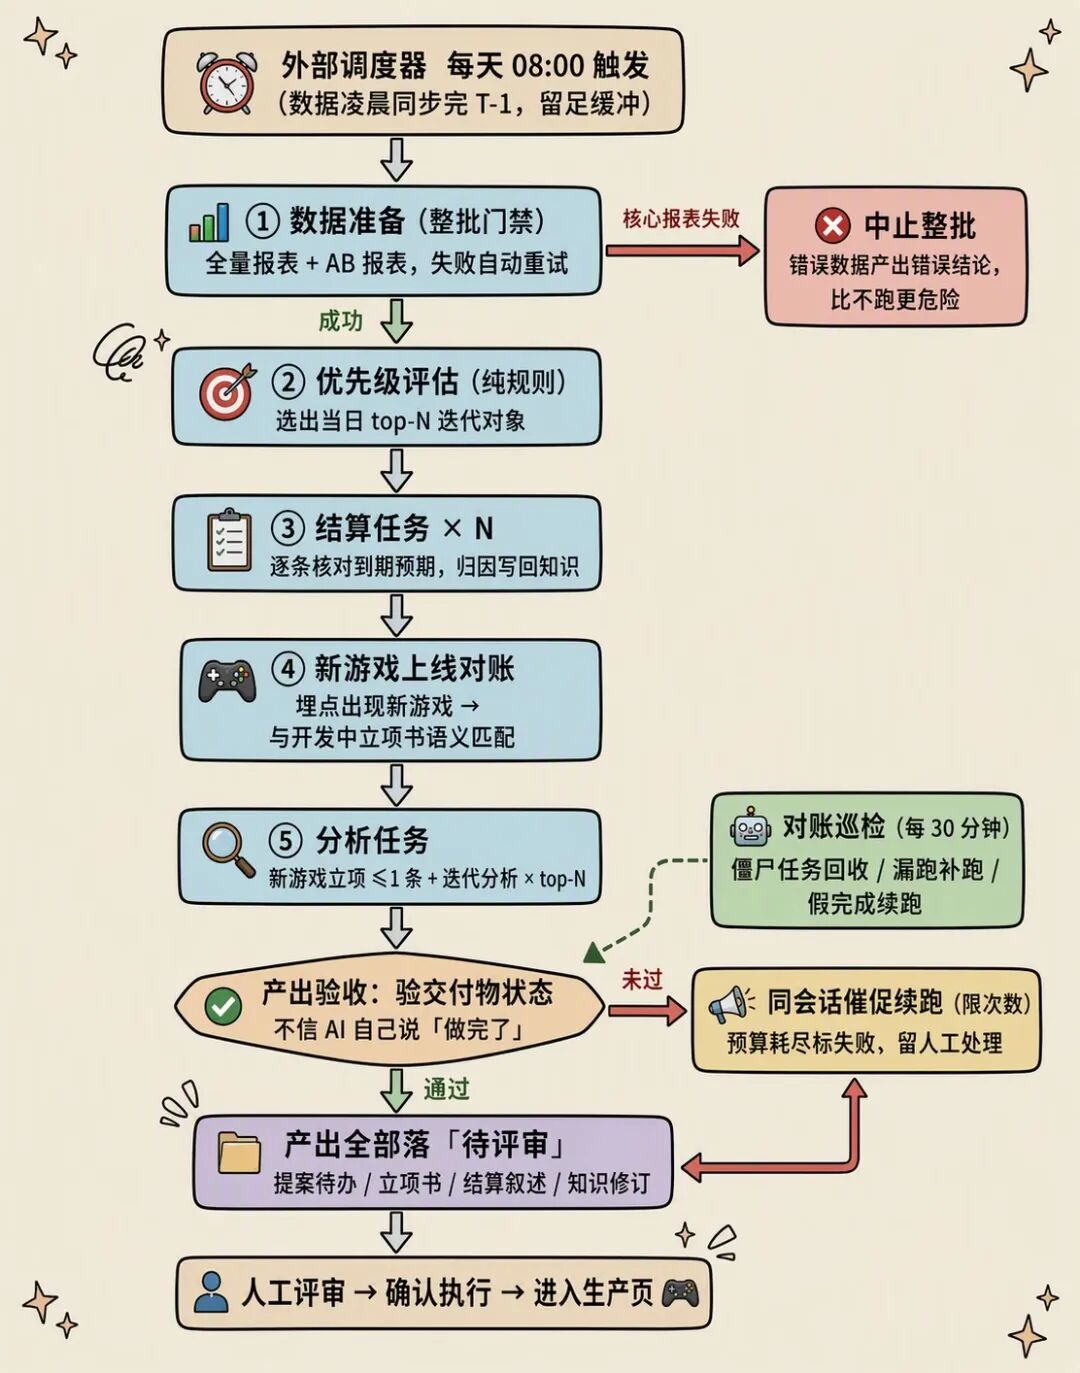 外部调度器 每天 08:00 触发
（数据凌晨同步完 T-1，留足缓冲）
① 数据准备（整批门禁）
全量报表 + AB 报表，失败自动重试
核心报表失败
中止整批
错误数据产出错误结论，
比不跑更危险
成功
② 优先级评估（纯规则）
选出当日 top-N 迭代对象
③ 结算任务 × N
逐条核对到期预期，归因写回知识
④ 新游戏上线对账
埋点出现新游戏 →
与开发中立项书语义匹配
⑤ 分析任务
新游戏立项 ≤1 条 + 迭代分析 × top-N
对账巡检（每 30 分钟）
僵尸任务回收 / 漏跑补跑 /
假完成续跑
产出验收：验交付物状态
不信 AI 自己说「做完了」
未过
同会话催促续跑（限次数）
预算耗尽标失败，留人工处理
通过
产出全部落「待评审」
提案待办 / 立项书 / 结算叙述 / 知识修订
人工评审 → 确认执行 → 进入生产页